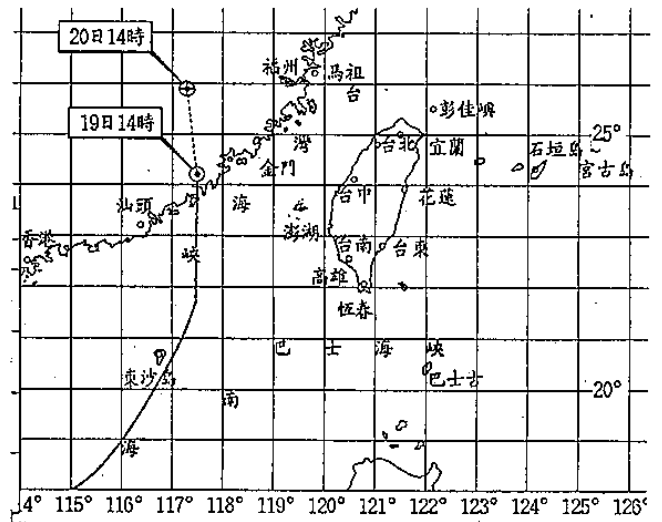 20日14時
福州
馬祖
台
彭佳嶼
19日14時
灣
台北
宜蘭
25°
石垣島
宮古島
金門
汕頭
海
台中
花蓮
香港
峽
澎湖
台南
台東
高雄
恆春
巴士海峽
東沙島
巴士古
20°
南
海
4° 115° 116° 117° 118° 119° 120° 121° 122° 123° 124° 125° 126°